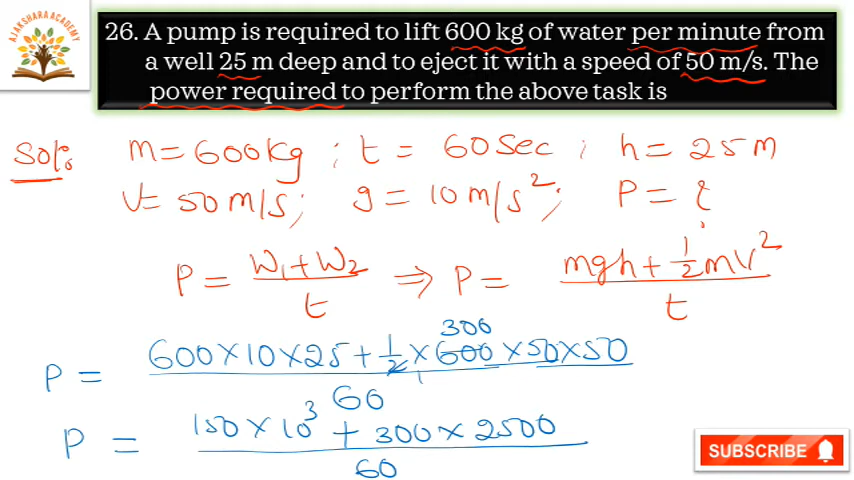 AJAKSHARA ACADEMY
26. A pump is required to lift 600 kg of water per minute from
a well 25 m deep and to eject it with a speed of 50 m/s. The
power required to perform the above task is
Sol:
m = 600kg ; t = 60 Sec ; h = 25 m
V = 50 m/s ; g = 10 m/s² ; P = ?
P = (W₁ + W₂)/t ⇒ P = (mgh + ½mV²)/t
300
P = (600 × 10 × 25 + ½ × 600 × 50 × 50)/60
P = (150 × 10³ + 300 × 2500)/60
SUBSCRIBE